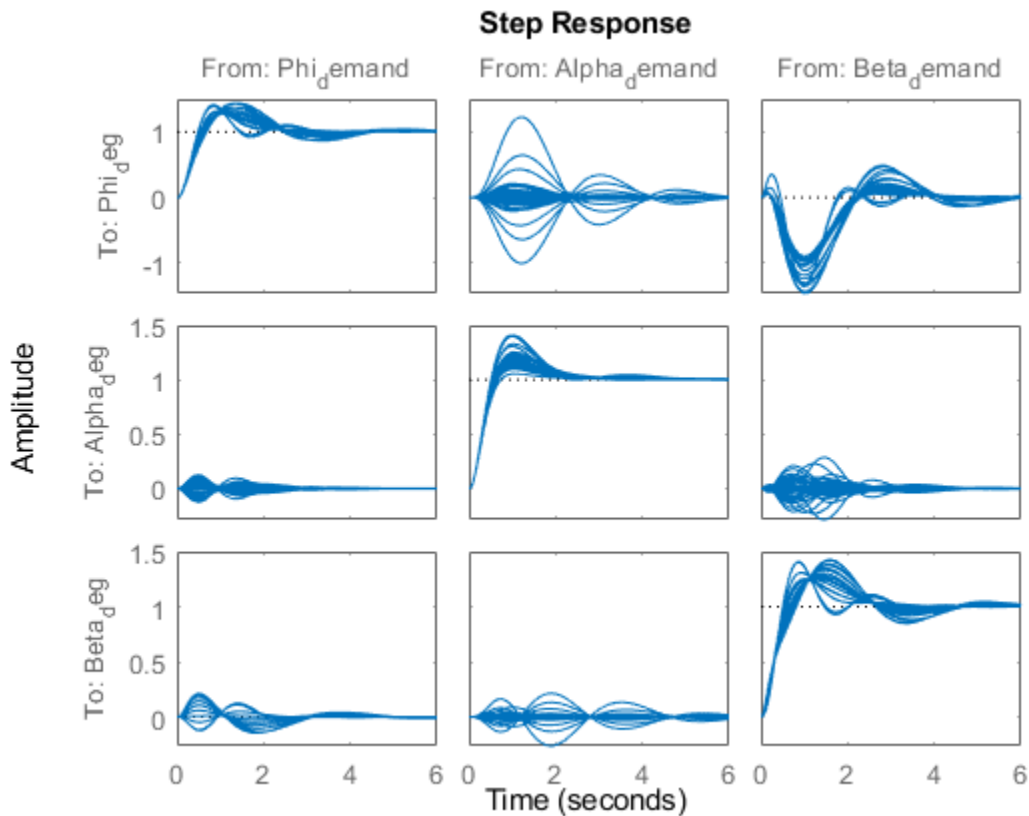 Step Response
From: Phi_demand From: Alpha_demand From: Beta_demand
To: Phi_deg
1
0
-1
To: Alpha_deg
1.5
1
0.5
0
To: Beta_deg
1.5
1
0.5
0
Amplitude
0 2 4 6 0 2 4 6 0 2 4 6
Time (seconds)